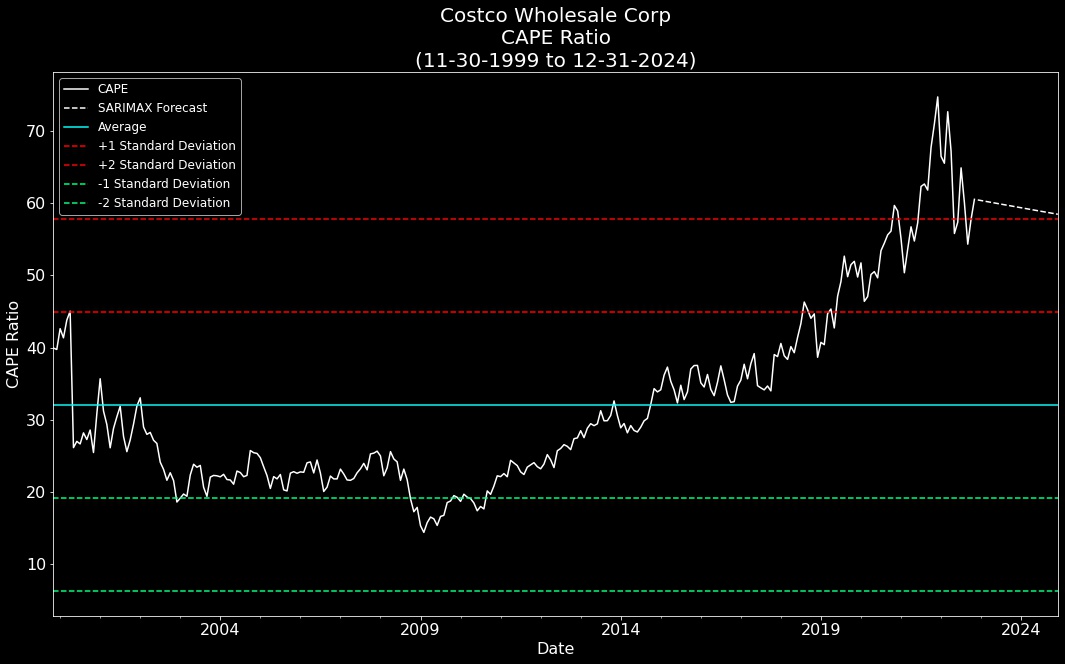 Costco Wholesale Corp
CAPE Ratio
(11-30-1999 to 12-31-2024)
CAPE
SARIMAX Forecast
Average
+1 Standard Deviation
+2 Standard Deviation
-1 Standard Deviation
-2 Standard Deviation
70
60
50
40
30
20
10
CAPE Ratio
2004
2009
2014
2019
2024
Date